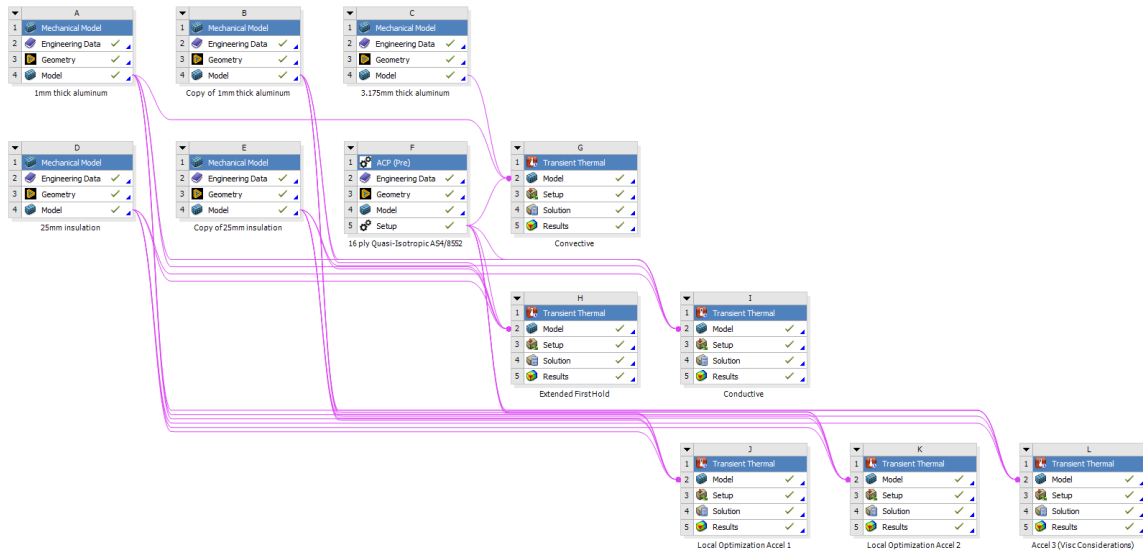 A
1 Mechanical Model
2 Engineering Data
3 Geometry
4 Model
1mm thick aluminum
B
1 Mechanical Model
2 Engineering Data
3 Geometry
4 Model
Copy of 1mm thick aluminum
C
1 Mechanical Model
2 Engineering Data
3 Geometry
4 Model
3.175mm thick aluminum
D
1 Mechanical Model
2 Engineering Data
3 Geometry
4 Model
25mm insulation
E
1 Mechanical Model
2 Engineering Data
3 Geometry
4 Model
Copy of 25mm insulation
F
1 ACP (Pre)
2 Engineering Data
3 Geometry
4 Model
5 Setup
16 ply Quasi-Isotropic AS4/8552
G
1 Transient Thermal
2 Model
3 Setup
4 Solution
5 Results
Convective
H
1 Transient Thermal
2 Model
3 Setup
4 Solution
5 Results
Extended First Hold
I
1 Transient Thermal
2 Model
3 Setup
4 Solution
5 Results
Conductive
J
1 Transient Thermal
2 Model
3 Setup
4 Solution
5 Results
Local Optimization Accel 1
K
1 Transient Thermal
2 Model
3 Setup
4 Solution
5 Results
Local Optimization Accel 2
L
1 Transient Thermal
2 Model
3 Setup
4 Solution
5 Results
Accel 3 (Visc Considerations)